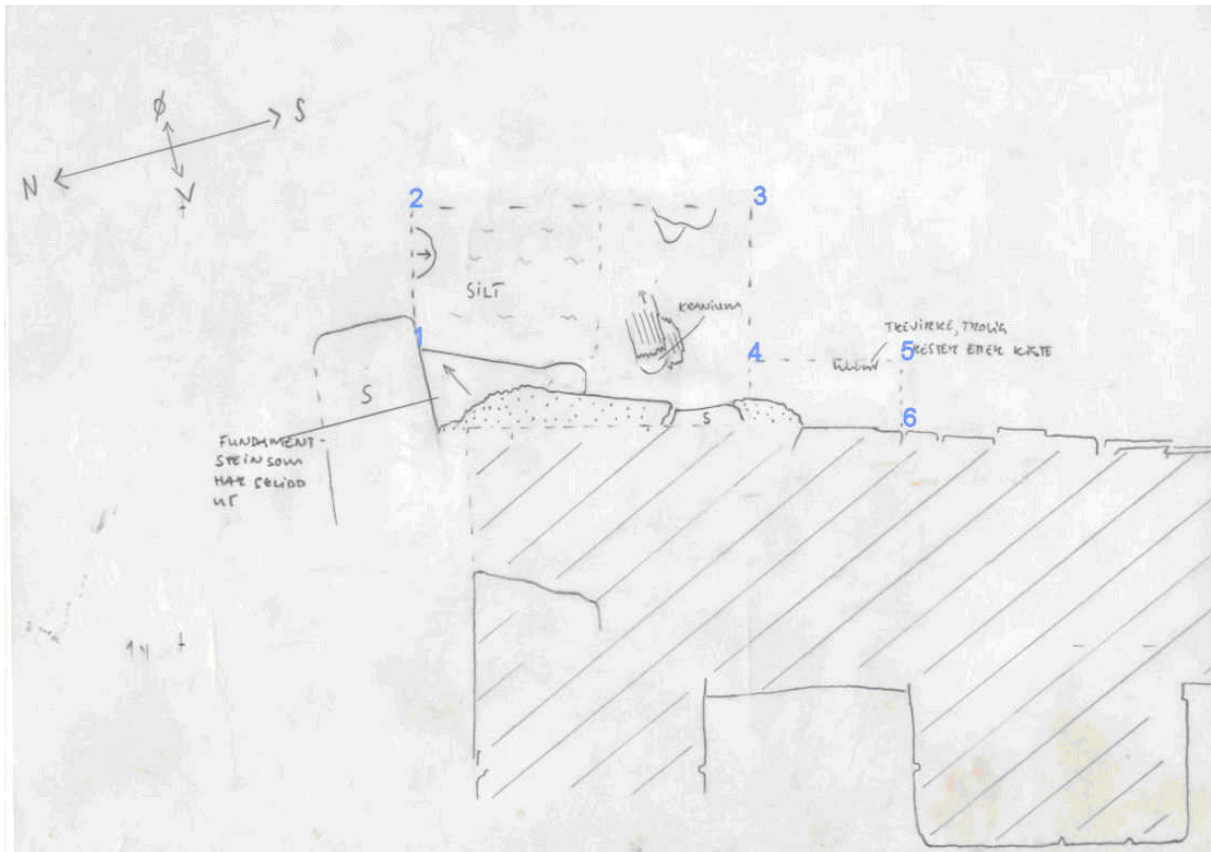 Ø
S
N
V
2
3
SILT
KRANIUM
1
TREVIRKE, TROLIG
4
5
RESTER ETTER KISTE
S
S
6
FUNDAMENT-
STEIN SOM
HAR SKLIDD
UT